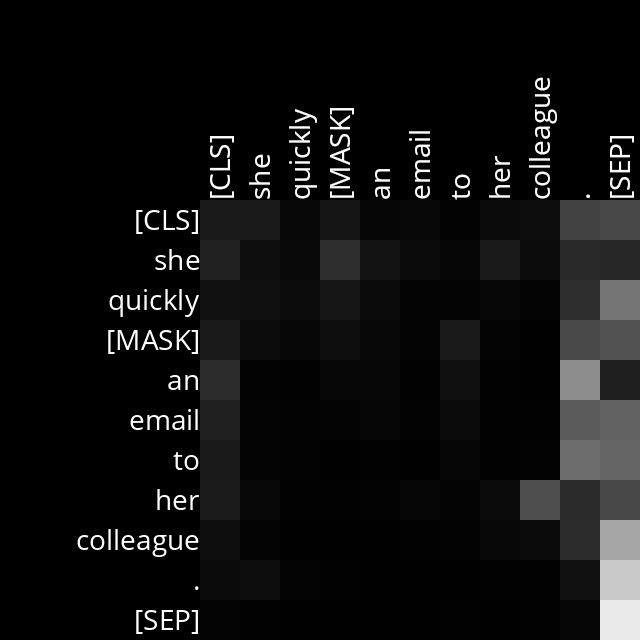 [CLS] she quickly [MASK] an email to her colleague . [SEP]
[CLS]
she
quickly
[MASK]
an
email
to
her
colleague
.
[SEP]